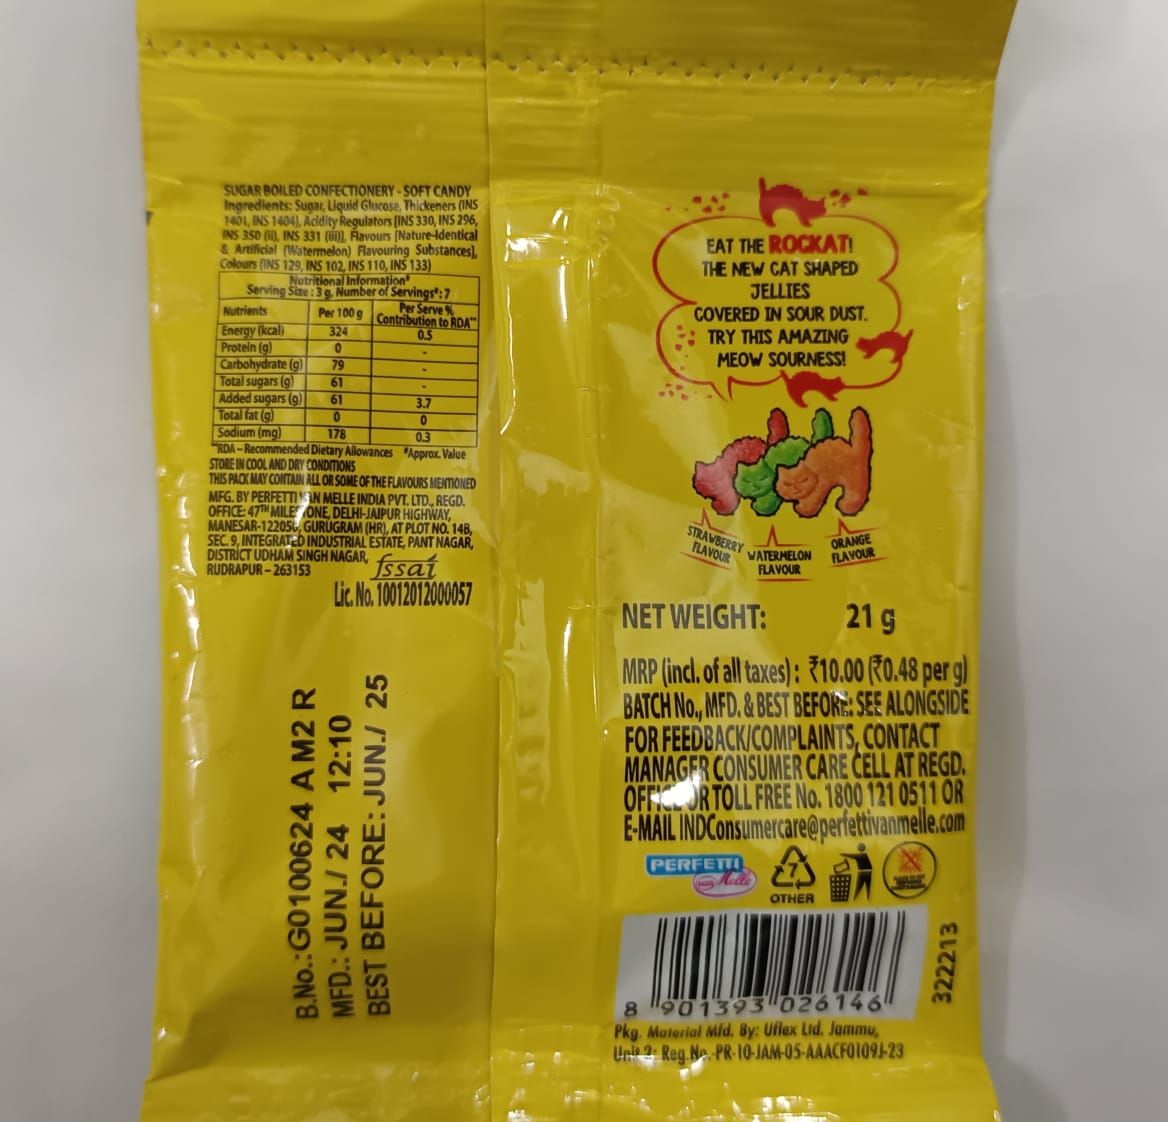 SUGAR BOILED CONFECTIONERY - SOFT CANDY
Ingredients: Sugar, Liquid Glucose, Thickeners (INS
1401, INS 1404), Acidity Regulators [INS 330, INS 296,
INS 350 (ii), INS 331 (iii)], Flavours [Nature-Identical
& Artificial (Watermelon) Flavouring Substances],
Colours (INS 129, INS 102, INS 110, INS 133)
Nutritional Information#
Serving Size : 3 g, Number of Servings#: 7
Nutrients Per 100 g Per Serve % Contribution to RDA**
Energy (kcal) 324 0.5
Protein (g) 0 -
Carbohydrate (g) 79 -
Total sugars (g) 61 -
Added sugars (g) 61 3.7
Total fat (g) 0 0
Sodium (mg) 178 0.3
**RDA – Recommended Dietary Allowances #Approx. Value
STORE IN COOL AND DRY CONDITIONS
THIS PACK MAY CONTAIN ALL OR SOME OF THE FLAVOURS MENTIONED
MFG. BY PERFETTI VAN MELLE INDIA PVT. LTD., REGD.
OFFICE: 47TH MILESTONE, DELHI-JAIPUR HIGHWAY,
MANESAR-122050, GURUGRAM (HR), AT PLOT NO. 14B,
SEC. 9, INTEGRATED INDUSTRIAL ESTATE, PANT NAGAR,
DISTRICT UDHAM SINGH NAGAR,
RUDRAPUR – 263153
fssai
Lic. No. 10012012000057
B.No.:G0100624 A M2 R
MFD.: JUN./ 24 12:10
BEST BEFORE: JUN./ 25
EAT THE ROCKAT!
THE NEW CAT SHAPED
JELLIES
COVERED IN SOUR DUST.
TRY THIS AMAZING
MEOW SOURNESS!
STRAWBERRY
FLAVOUR
WATERMELON
FLAVOUR
ORANGE
FLAVOUR
NET WEIGHT: 21 g
MRP (incl. of all taxes) : ₹10.00 (₹0.48 per g)
BATCH No., MFD. & BEST BEFORE: SEE ALONGSIDE
FOR FEEDBACK/COMPLAINTS, CONTACT
MANAGER CONSUMER CARE CELL AT REGD.
OFFICE OR TOLL FREE No. 1800 121 0511 OR
E-MAIL INDConsumercare@perfettivanmelle.com
PERFETTI
van Melle
7
OTHER
8 901393 026146
322213
Pkg. Material Mfd. By: Uflex Ltd. Jammu,
Unit 2: Reg.No.-PR-10-JAM-05-AAACF0109J-23